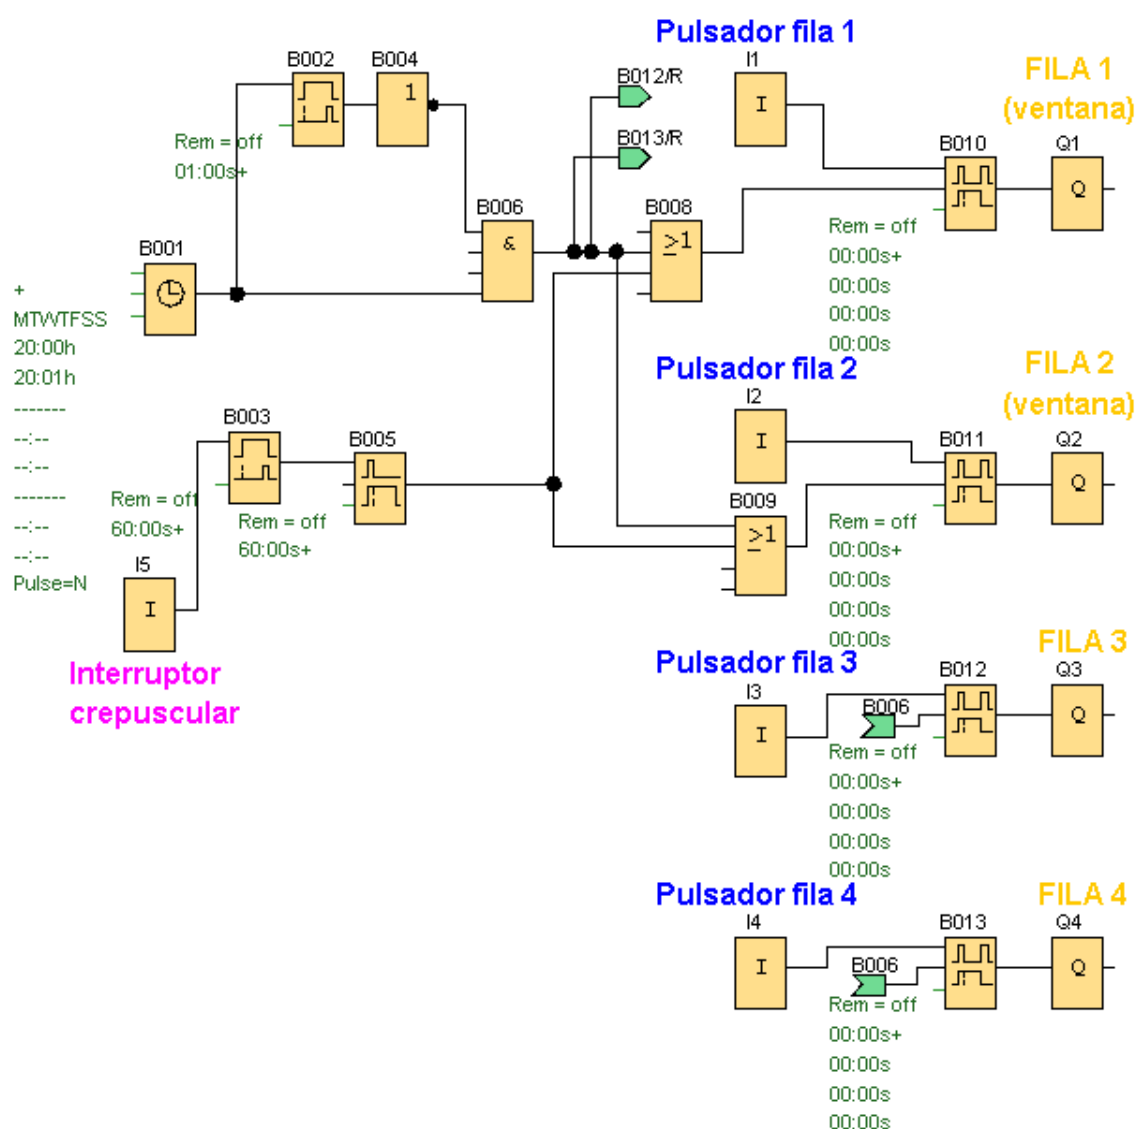 Pulsador fila 1
B002
B004
I1
FILA 1
(ventana)
1
B012/R
I
Rem = off
01:00s+
B013/R
B010
Q1
Q
B006
B008
&
>1
Rem = off
00:00s+
00:00s
00:00s
00:00s
B001
+
MTWTFSS
20:00h
20:01h
-------
--:--
--:--
-------
--:--
--:--
Pulse=N
Pulsador fila 2
FILA 2
(ventana)
I2
I
B003
B005
B011
Q2
Q
Rem = off
60:00s+
Rem = off
60:00s+
B009
>1
Rem = off
00:00s+
00:00s
00:00s
00:00s
I5
I
Interruptor
crepuscular
Pulsador fila 3
FILA 3
I3
I
B006
B012
Q3
Q
Rem = off
00:00s+
00:00s
00:00s
00:00s
Pulsador fila 4
FILA 4
I4
I
B006
B013
Q4
Q
Rem = off
00:00s+
00:00s
00:00s
00:00s